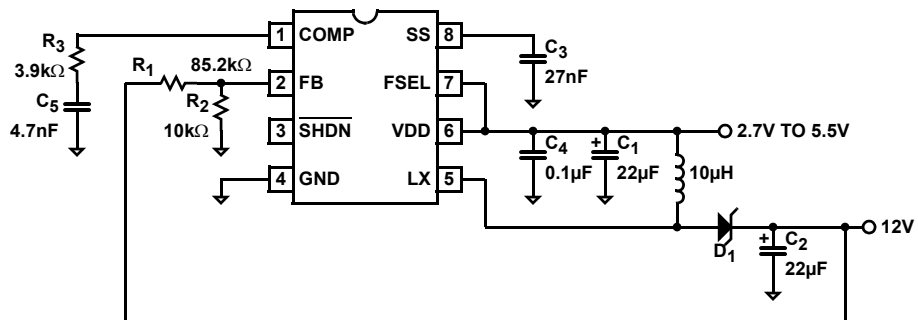 R3
3.9kΩ
C5
4.7nF
R1
85.2kΩ
R2
10kΩ
1 COMP
2 FB
3 SHDN
4 GND
SS 8
FSEL 7
VDD 6
LX 5
C3
27nF
C4
0.1µF
+ C1
22µF
10µH
2.7V TO 5.5V
D1
+ C2
22µF
12V